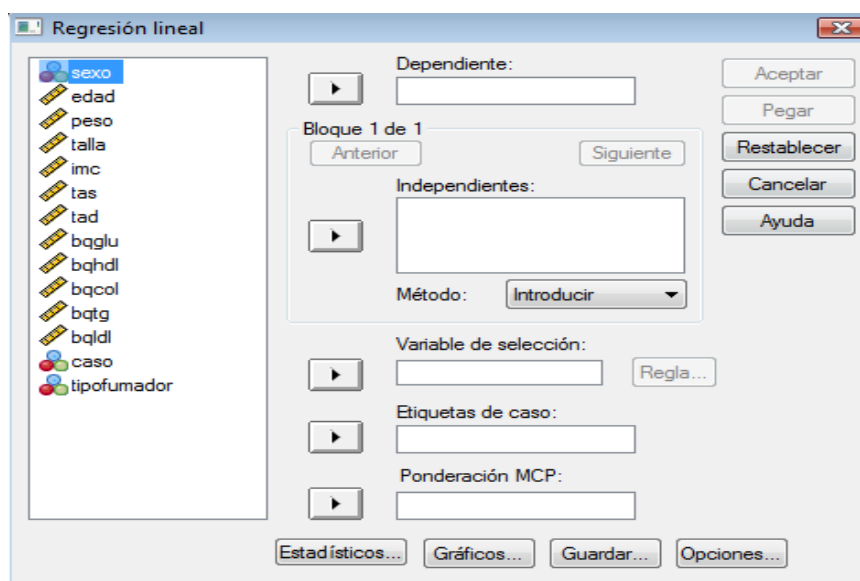 Regresión lineal
sexo
edad
peso
talla
imc
tas
tad
bqglu
bqhdl
bqcol
bqtg
bqldl
caso
tipofumador
Dependiente:
Bloque 1 de 1
Anterior
Siguiente
Independientes:
Método:
Introducir
Variable de selección:
Regla...
Etiquetas de caso:
Ponderación MCP:
Estadísticos...
Gráficos...
Guardar...
Opciones...
Aceptar
Pegar
Restablecer
Cancelar
Ayuda